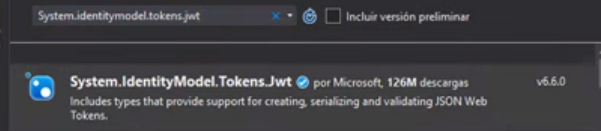 System.identitymodel.tokens.jwt
Incluir versión preliminar
System.IdentityModel.Tokens.Jwt por Microsoft, 126M descargas v6.6.0
Includes types that provide support for creating, serializing and validating JSON Web
Tokens.